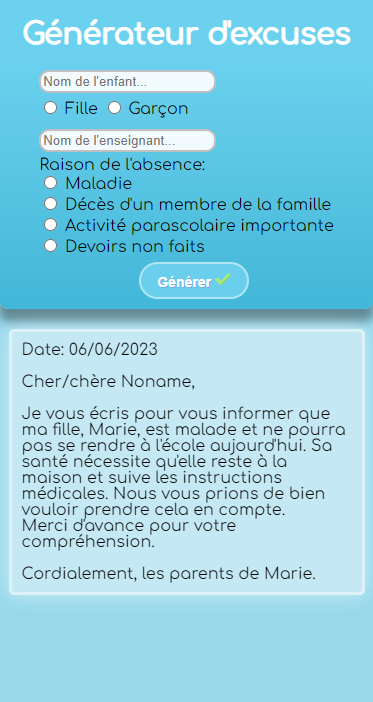 Générateur d'excuses
Nom de l'enfant...
Fille Garçon
Nom de l'enseignant...
Raison de l'absence:
Maladie
Décès d'un membre de la famille
Activité parascolaire importante
Devoirs non faits
Générer
Date: 06/06/2023
Cher/chère Noname,
Je vous écris pour vous informer que
ma fille, Marie, est malade et ne pourra
pas se rendre à l'école aujourd'hui. Sa
santé nécessite qu'elle reste à la
maison et suive les instructions
médicales. Nous vous prions de bien
vouloir prendre cela en compte.
Merci d'avance pour votre
compréhension.
Cordialement, les parents de Marie.